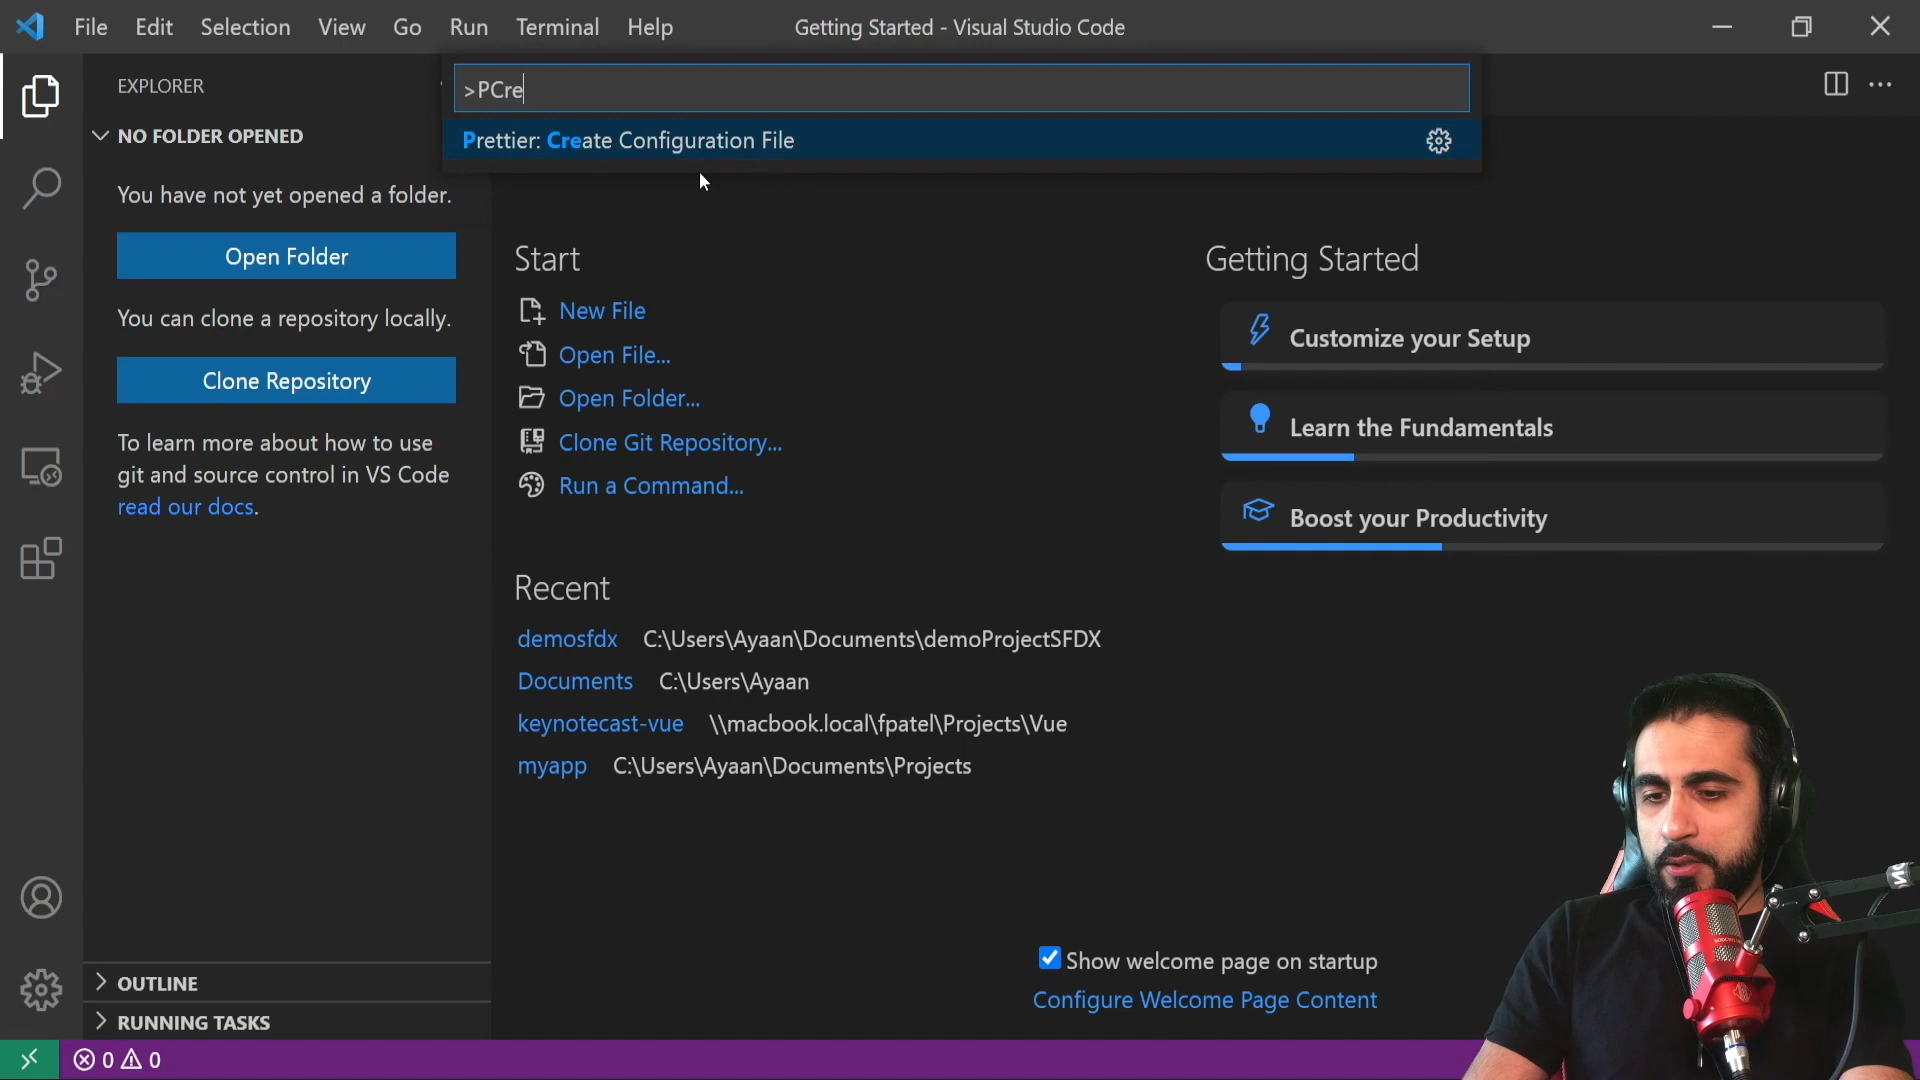 File Edit Selection View Go Run Terminal Help
Getting Started - Visual Studio Code
EXPLORER
>PCre
Prettier: Create Configuration File
NO FOLDER OPENED
You have not yet opened a folder.
Open Folder
You can clone a repository locally.
Clone Repository
To learn more about how to use
git and source control in VS Code
read our docs.
Start
New File
Open File...
Open Folder...
Clone Git Repository...
Run a Command...
Recent
demosfdx C:\Users\Ayaan\Documents\demoProjectSFDX
Documents C:\Users\Ayaan
keynotecast-vue \\macbook.local\fpatel\Projects\Vue
myapp C:\Users\Ayaan\Documents\Projects
Getting Started
Customize your Setup
Learn the Fundamentals
Boost your Productivity
Show welcome page on startup
Configure Welcome Page Content
OUTLINE
RUNNING TASKS
0 0